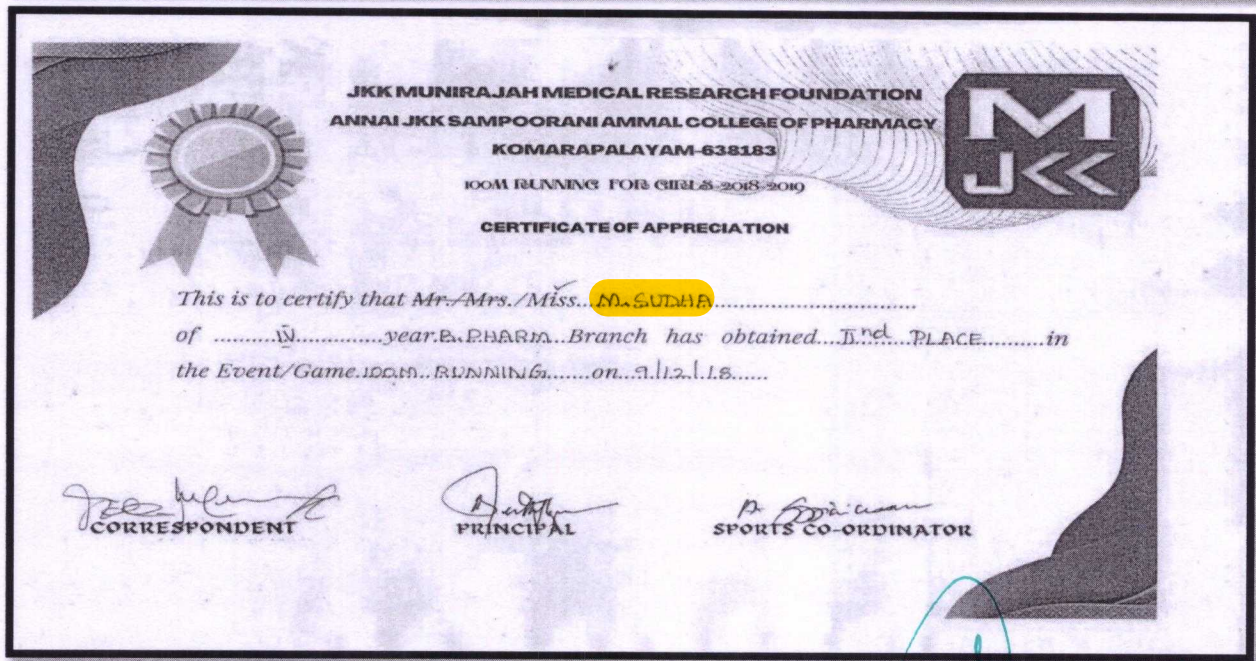 JKK MUNIRAJAH MEDICAL RESEARCH FOUNDATION
ANNAI JKK SAMPOORANI AMMAL COLLEGE OF PHARMACY
KOMARAPALAYAM-638183
100M RUNNING FOR GIRLS-2018-2019
CERTIFICATE OF APPRECIATION
M
JKK
This is to certify that Mr./Mrs./Miss...M.SUDHA...............................
of ..........IV..............year.B.PHARM...Branch has obtained....IInd PLACE..........in
the Event/Game.100M...RUNNING.......on...9/12/18......
CORRESPONDENT
PRINCIPAL
SPORTS CO-ORDINATOR